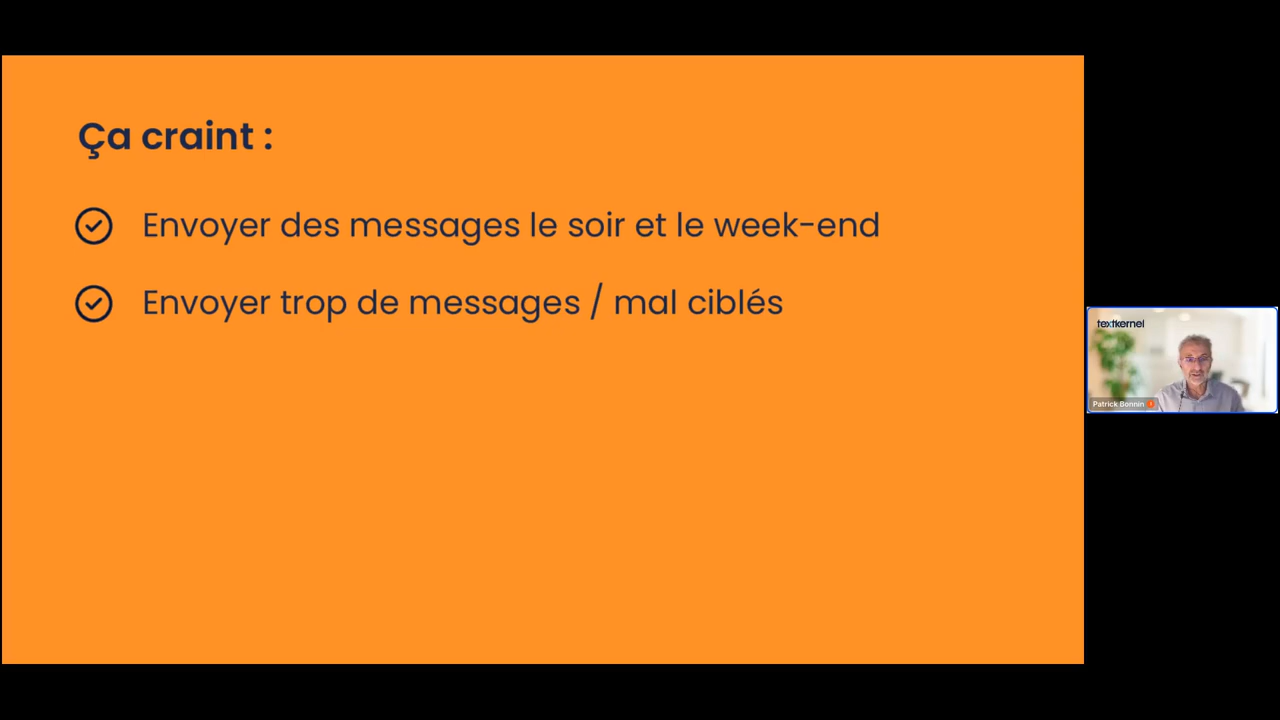 Ça craint :
Envoyer des messages le soir et le week-end
Envoyer trop de messages / mal ciblés
textkernel
Patrick Bonnin